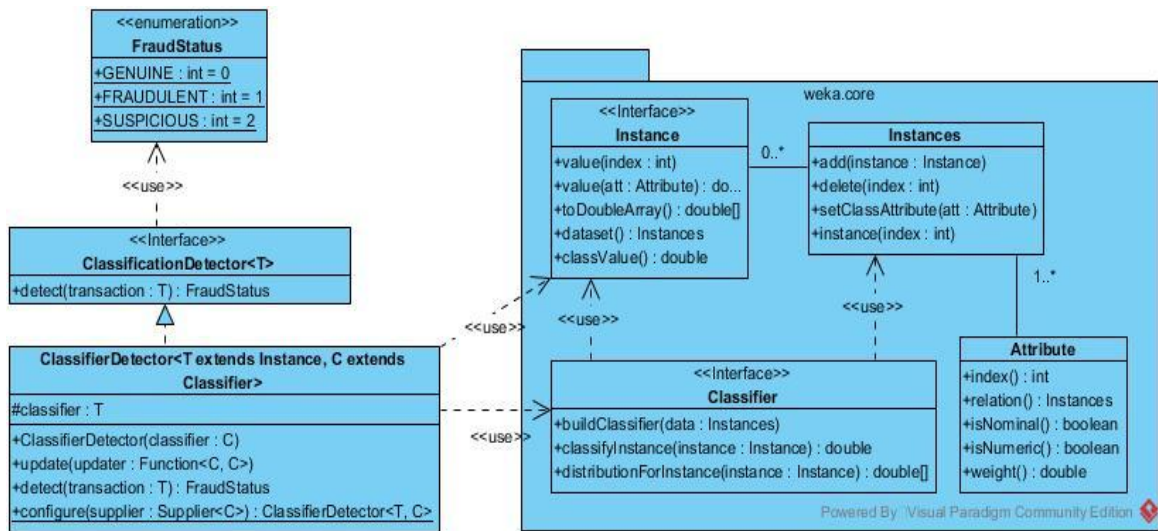 <<enumeration>>
FraudStatus
+GENUINE : int = 0
+FRAUDULENT : int = 1
+SUSPICIOUS : int = 2
<<use>>
<<Interface>>
ClassificationDetector<T>
+detect(transaction : T) : FraudStatus
ClassifierDetector<T extends Instance, C extends
Classifier>
#classifier : T
+ClassifierDetector(classifier : C)
+update(updater : Function<C, C>)
+detect(transaction : T) : FraudStatus
+configure(supplier : Supplier<C>) : ClassifierDetector<T, C>
<<use>>
<<use>>
weka.core
<<Interface>>
Instance
+value(index : int)
+value(att : Attribute) : do...
+toDoubleArray() : double[]
+dataset() : Instances
+classValue() : double
0..*
Instances
+add(instance : Instance)
+delete(index : int)
+setClassAttribute(att : Attribute)
+instance(index : int)
1..*
<<use>>
<<use>>
<<Interface>>
Classifier
+buildClassifier(data : Instances)
+classifyInstance(instance : Instance) : double
+distributionForInstance(instance : Instance) : double[]
Attribute
+index() : int
+relation() : Instances
+isNominal() : boolean
+isNumeric() : boolean
+weight() : double
Powered By Visual Paradigm Community Edition